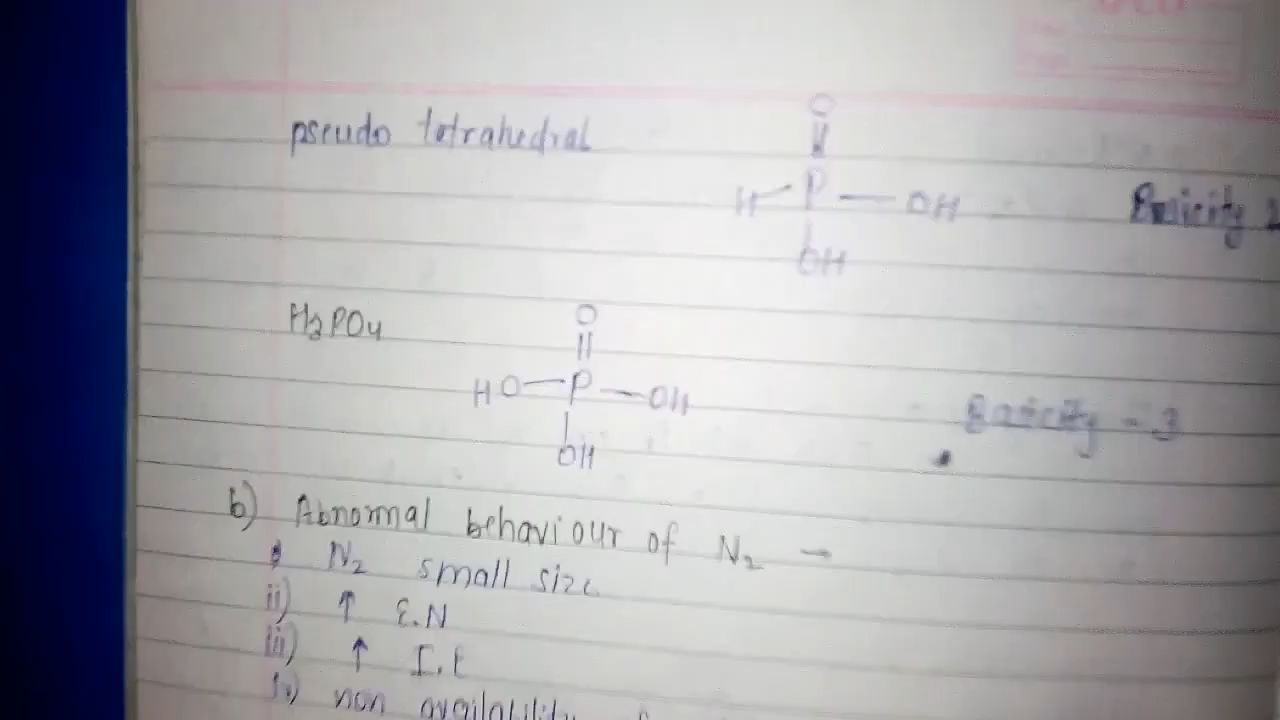 pseudo tetrahedral
O
||
H - P - OH
Basicity 2
OH
H3PO4
O
||
HO - P - OH
Basicity - 3
OH
b) Abnormal behaviour of N2 -
N2 small size
ii) ↑ E.N
iii) ↑ I.E
iv) non availability